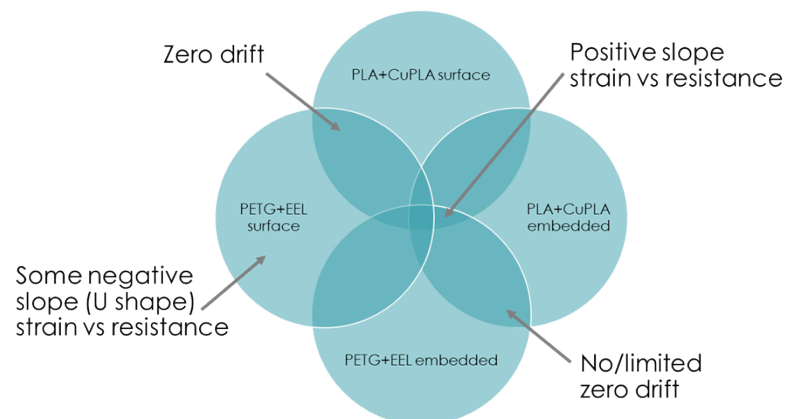 Zero drift
Positive slope
strain vs resistance
PLA+CuPLA surface
PETG+EEL
surface
PLA+CuPLA
embedded
Some negative
slope (U shape)
strain vs resistance
PETG+EEL embedded
No/limited
zero drift